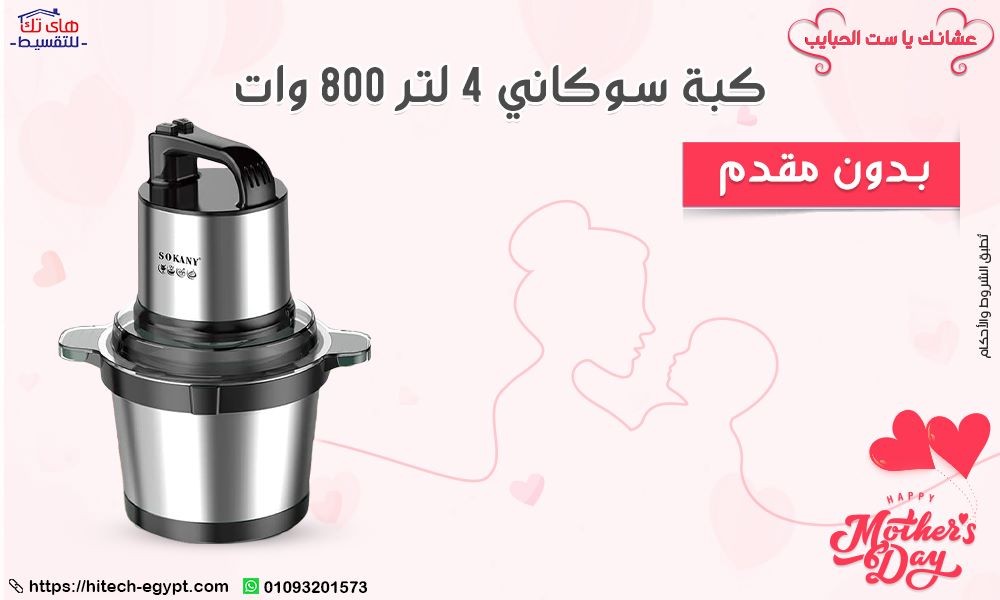 عشانك يا ست الحبايب
هاى تك
-للتقسيط-
كبة سوكاني 4 لتر 800 وات
بدون مقدم
تطبق الشروط والأحكام
SOKANY
HAPPY
Mother's
Day
https://hitech-egypt.com
01093201573